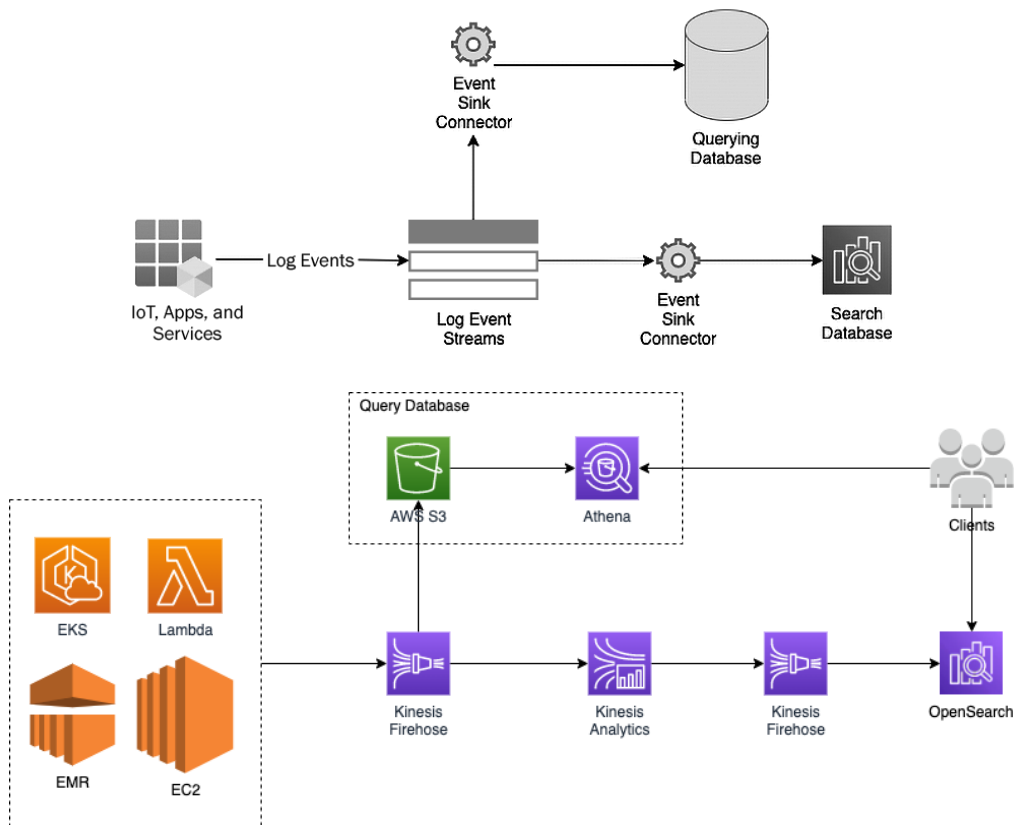 Event
Sink
Connector
Querying
Database
Log Events
IoT, Apps, and
Services
Log Event
Streams
Event
Sink
Connector
Search
Database
Query Database
AWS S3
Athena
Clients
EKS
Lambda
Kinesis
Firehose
Kinesis
Analytics
Kinesis
Firehose
OpenSearch
EMR
EC2